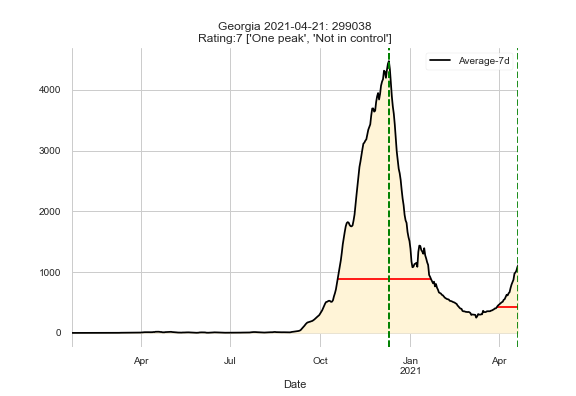 Georgia 2021-04-21: 299038
Rating:7 ['One peak', 'Not in control']
Average-7d
4000
3000
2000
1000
0
Apr
Jul
Oct
Jan
2021
Apr
Date